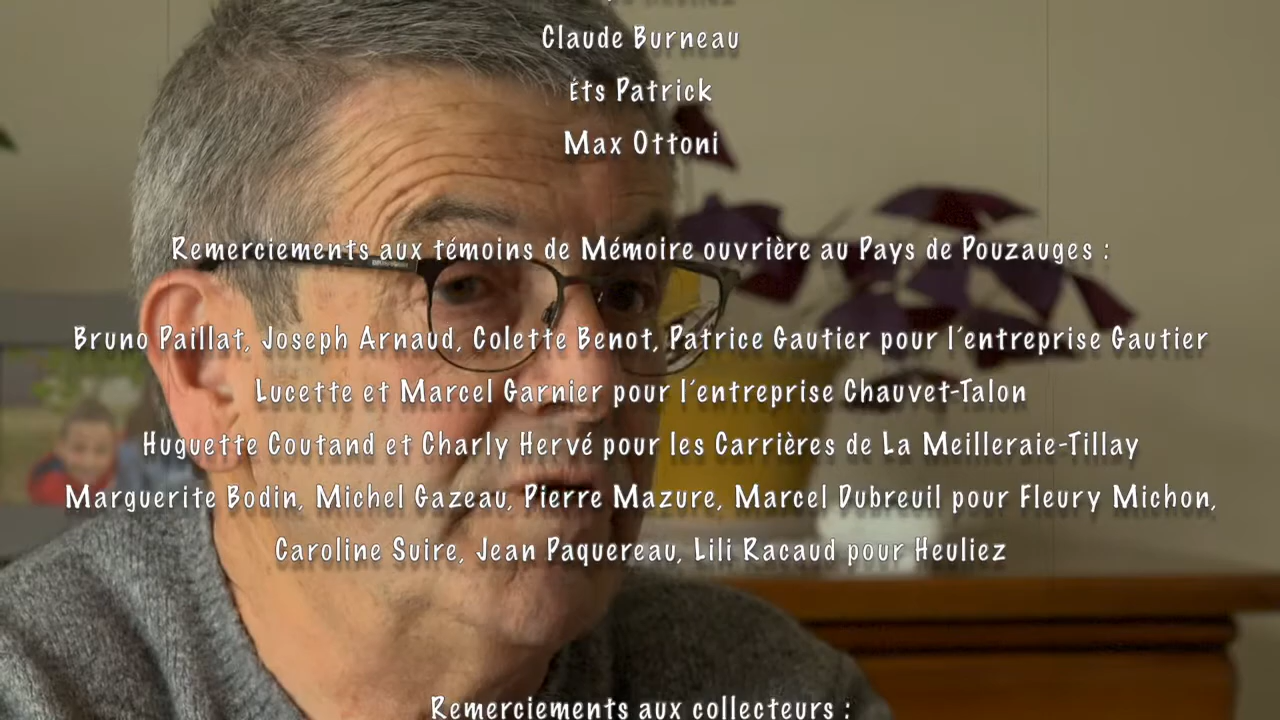 Claude Burneau
Éts Patrick
Max Ottoni
Remerciements aux témoins de Mémoire ouvrière au Pays de Pouzauges :
Bruno Paillat, Joseph Arnaud, Colette Benot, Patrice Gautier pour l'entreprise Gautier
Lucette et Marcel Garnier pour l'entreprise Chauvet-Talon
Huguette Coutand et Charly Hervé pour les Carrières de La Meilleraie-Tillay
Marguerite Bodin, Michel Gazeau, Pierre Mazure, Marcel Dubreuil pour Fleury Michon,
Caroline Suire, Jean Paquereau, Lili Racaud pour Heuliez
Remerciements aux collecteurs :